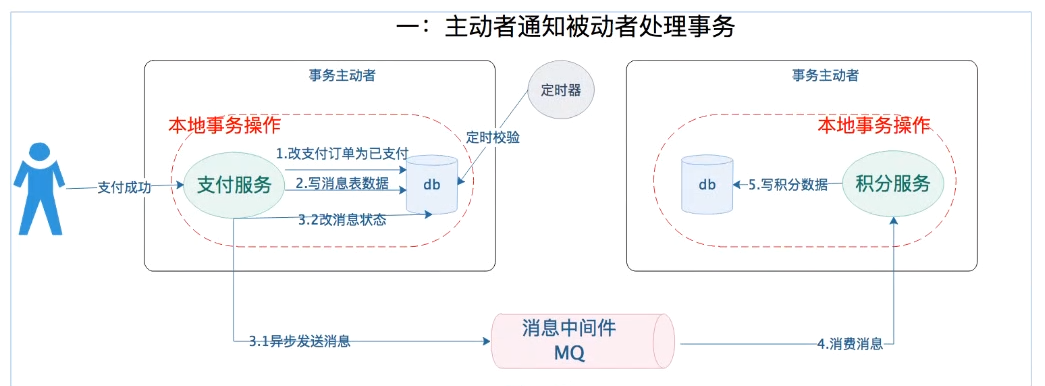 一：主动者通知被动者处理事务
事务主动者
定时器
事务主动者
本地事务操作
定时校验
本地事务操作
1.改支付订单为已支付
支付成功
支付服务
2.写消息表数据
db
db
5.写积分数据
积分服务
3.2改消息状态
消息中间件
MQ
3.1异步发送消息
4.消费消息